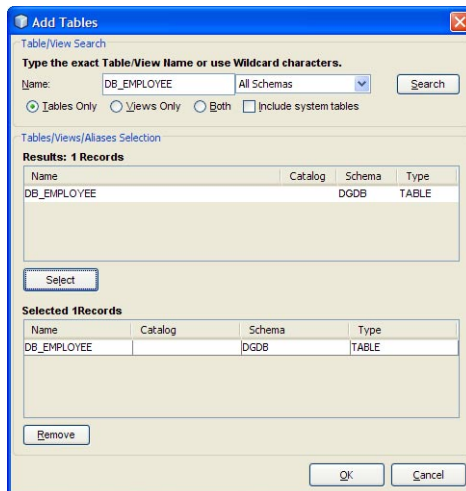 Add Tables
Table/View Search
Type the exact Table/View Name or use Wildcard characters.
Name: DB_EMPLOYEE All Schemas Search
Tables Only Views Only Both Include system tables
Tables/Views/Aliases Selection
Results: 1 Records
Name Catalog Schema Type
DB_EMPLOYEE DGDB TABLE
Select
Selected 1Records
Name Catalog Schema Type
DB_EMPLOYEE DGDB TABLE
Remove
OK Cancel